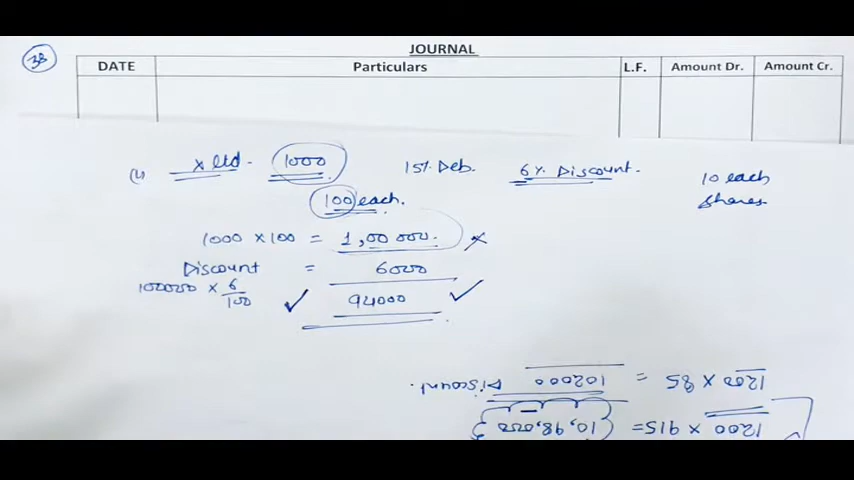 38
JOURNAL
DATE Particulars L.F. Amount Dr. Amount Cr.
(1) X Ltd - 1000 15% Deb. 6% Discount. 10 each
100 each. shares
1000 × 100 = 1,00 000.
Discount = 6000
100000 × 6/100
94000
1200 × 85 = 102000 Discount.
1200 × 915 = 10,98,000